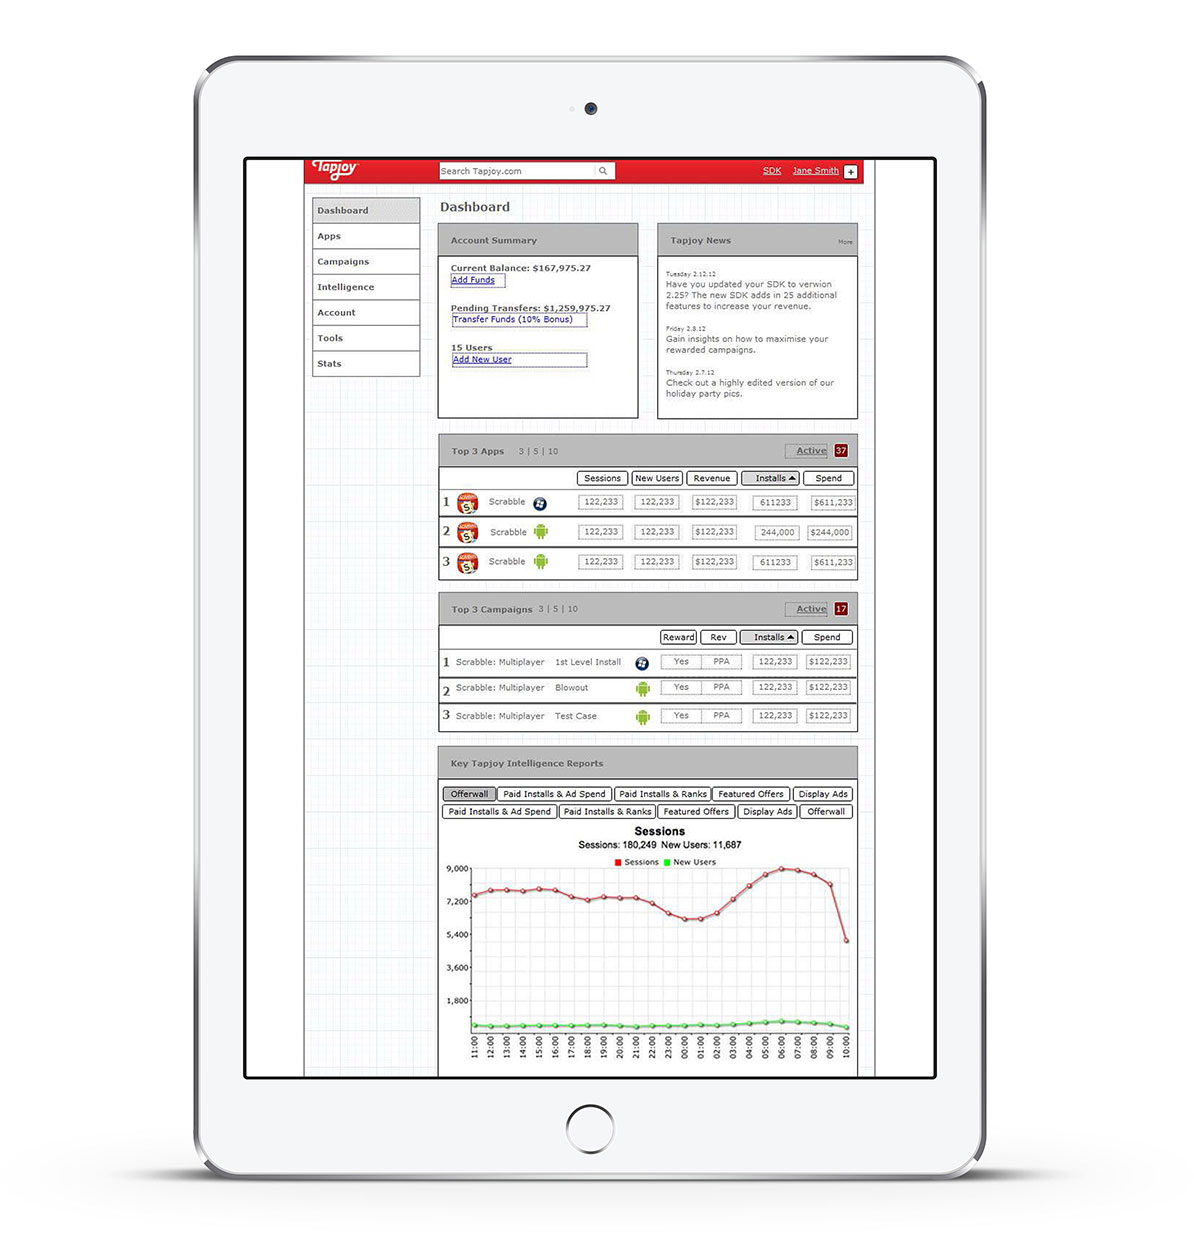 Tapjoy
Search Tapjoy.com
SDK
Jane Smith
+
Dashboard
Apps
Campaigns
Intelligence
Account
Tools
Stats
Dashboard
Account Summary
Current Balance: $167,975.27
Add Funds
Pending Transfers: $1,259,975.27
Transfer Funds (10% Bonus)
15 Users
Add New User
Tapjoy News
More
Tuesday 2.12.12
Have you updated your SDK to verwion
2.25? The new SDK adds in 25 additional
features to increase your revenue.
Friday 2.8.12
Gain insights on how to maximise your
rewarded campaigns.
Thursday 2.7.12
Check out a highly edited version of our
holiday party pics.
Top 3 Apps 3 | 5 | 10 Active 37
Sessions New Users Revenue Installs Spend
1 Scrabble 122,233 122,233 $122,233 611233 $611,233
2 Scrabble 122,233 122,233 $122,233 244,000 $244,000
3 Scrabble 122,233 122,233 $122,233 611233 $611,233
Top 3 Campaigns 3 | 5 | 10 Active 17
Reward Rev Installs Spend
1 Scrabble: Multiplayer 1st Level Install Yes PPA 122,233 $122,233
2 Scrabble: Multiplayer Blowout Yes PPA 122,233 $122,233
3 Scrabble: Multiplayer Test Case Yes PPA 122,233 $122,233
Key Tapjoy Intelligence Reports
Offerwall Paid Installs & Ad Spend Paid Installs & Ranks Featured Offers Display Ads
Paid Installs & Ad Spend Paid Installs & Ranks Featured Offers Display Ads Offerwall
Sessions
Sessions: 180,249 New Users: 11,687
Sessions New Users
9,000
7,200
5,400
3,600
1,800
11:00 12:00 13:00 14:00 15:00 16:00 17:00 18:00 19:00 20:00 21:00 22:00 23:00 00:00 01:00 02:00 03:00 04:00 05:00 06:00 07:00 08:00 09:00 10:00